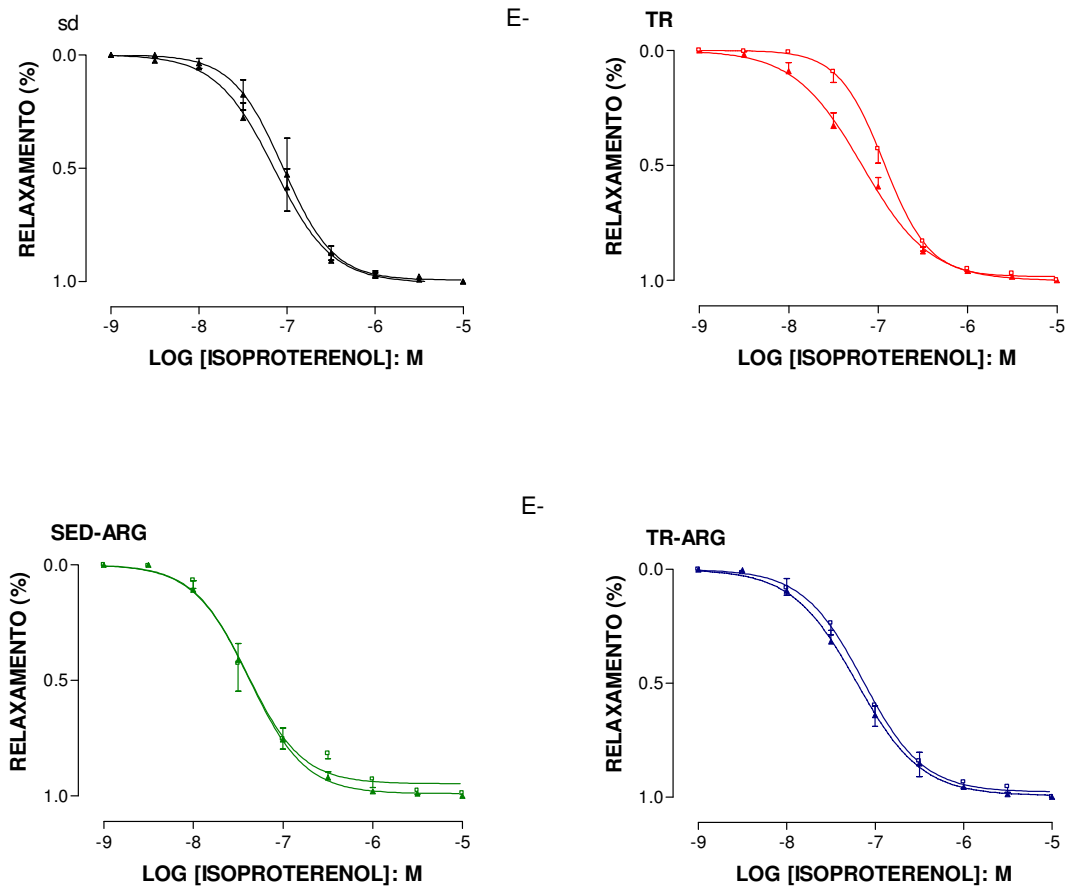 E-
sd
TR
RELAXAMENTO (%)
0.0
0.5
1.0
-9 -8 -7 -6 -5
LOG [ISOPROTERENOL]: M
RELAXAMENTO (%)
0.0
0.5
1.0
-9 -8 -7 -6 -5
LOG [ISOPROTERENOL]: M
E-
SED-ARG
TR-ARG
RELAXAMENTO (%)
0.0
0.5
1.0
-9 -8 -7 -6 -5
LOG [ISOPROTERENOL]: M
RELAXAMENTO (%)
0.0
0.5
1.0
-9 -8 -7 -6 -5
LOG [ISOPROTERENOL]: M